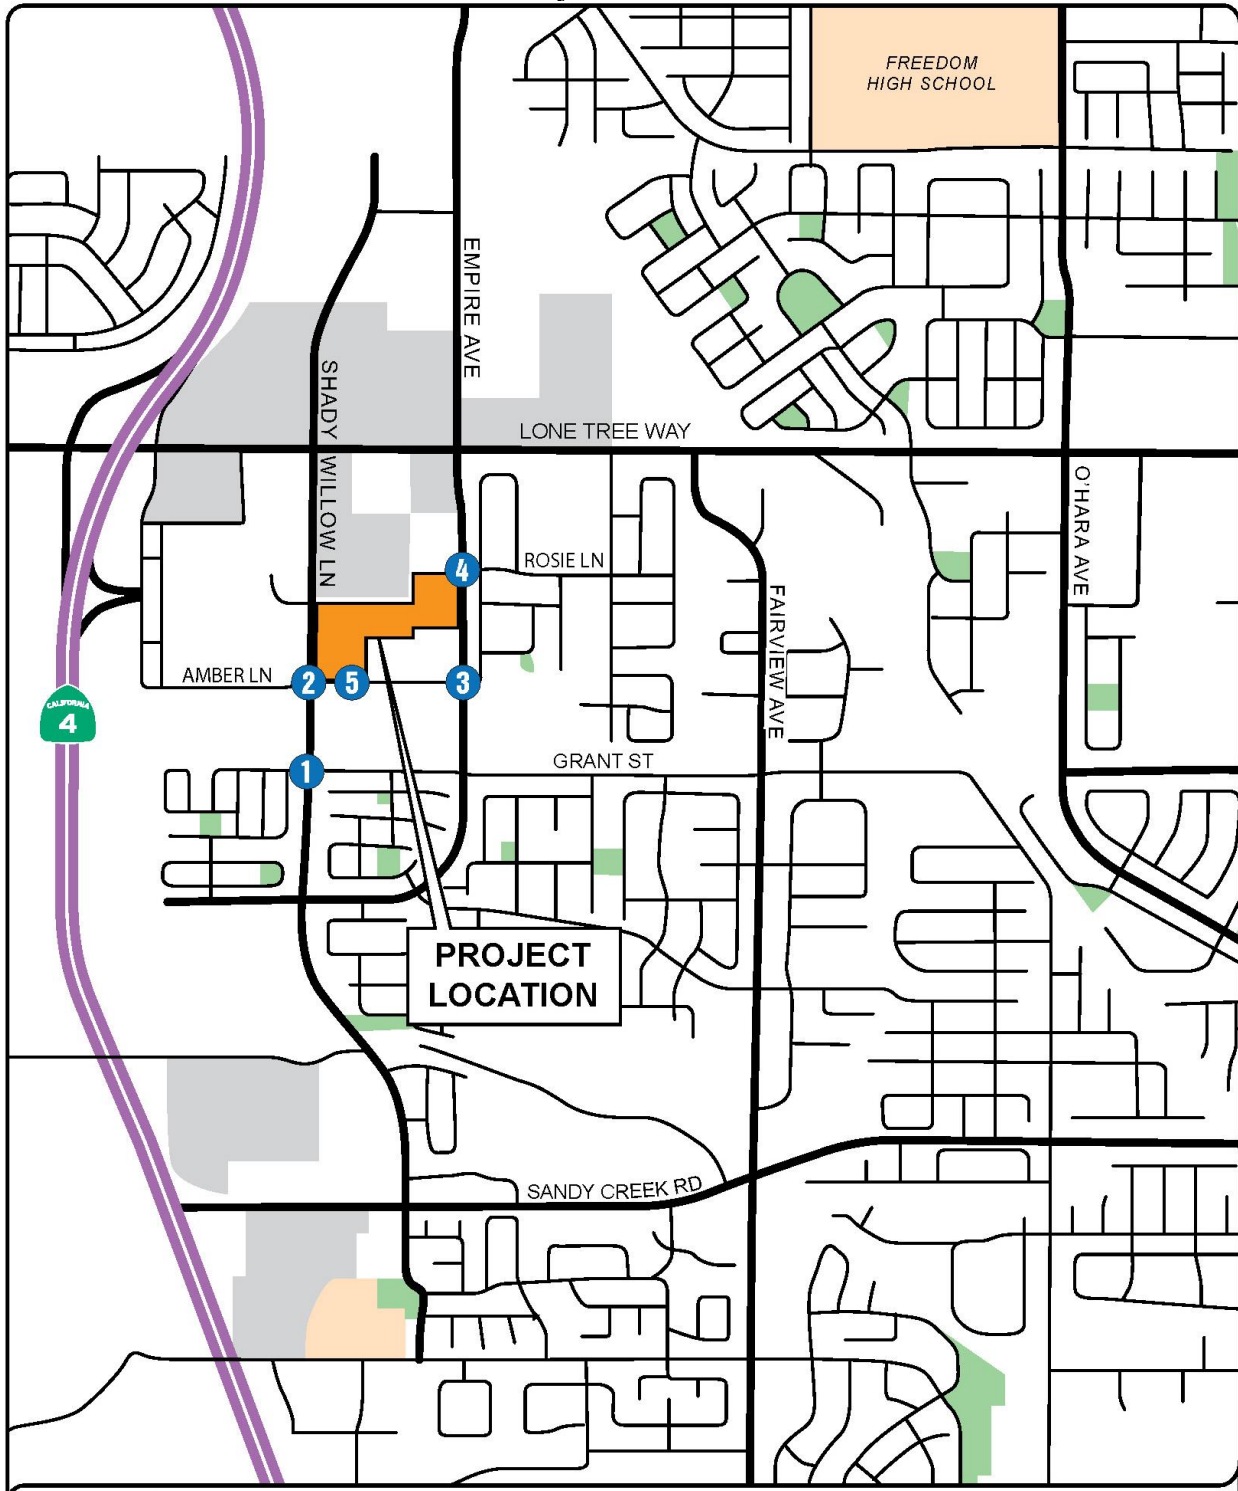 FREEDOM
HIGH SCHOOL
EMPIRE AVE
SHADY WILLOW LN
LONE TREE WAY
O'HARA AVE
4
ROSIE LN
FAIRVIEW AVE
AMBER LN
2
5
3
CALIFORNIA
4
1
GRANT ST
PROJECT
LOCATION
SANDY CREEK RD